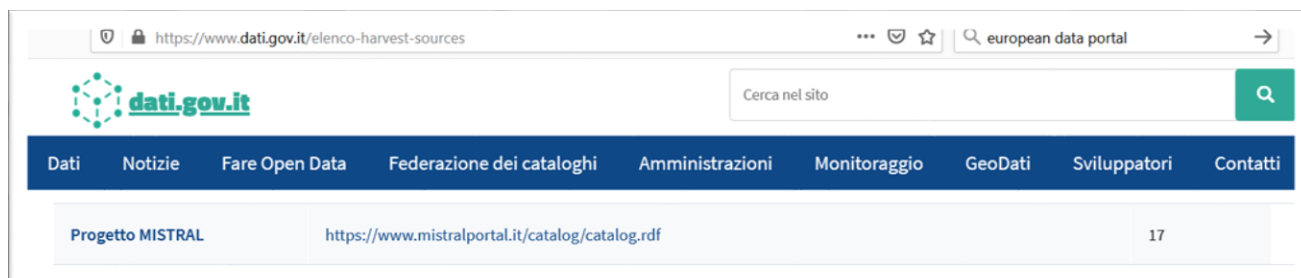 https://www.dati.gov.it/elenco-harvest-sources ••• european data portal
dati.gov.it Cerca nel sito
Dati Notizie Fare Open Data Federazione dei cataloghi Amministrazioni Monitoraggio GeoDati Sviluppatori Contatti
Progetto MISTRAL https://www.mistralportal.it/catalog/catalog.rdf 17